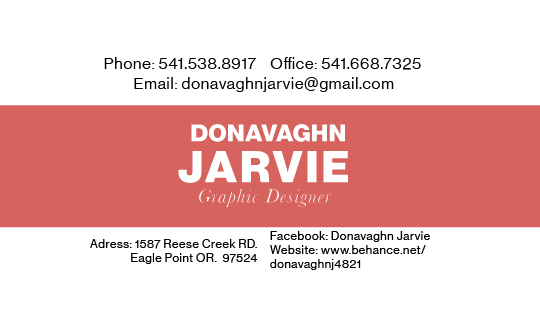 Phone: 541.538.8917 Office: 541.668.7325
Email: donavaghnjarvie@gmail.com
DONAVAGHN
JARVIE
Graphic Designer
Adress: 1587 Reese Creek RD.
Eagle Point OR. 97524
Facebook: Donavaghn Jarvie
Website: www.behance.net/
donavaghnj4821